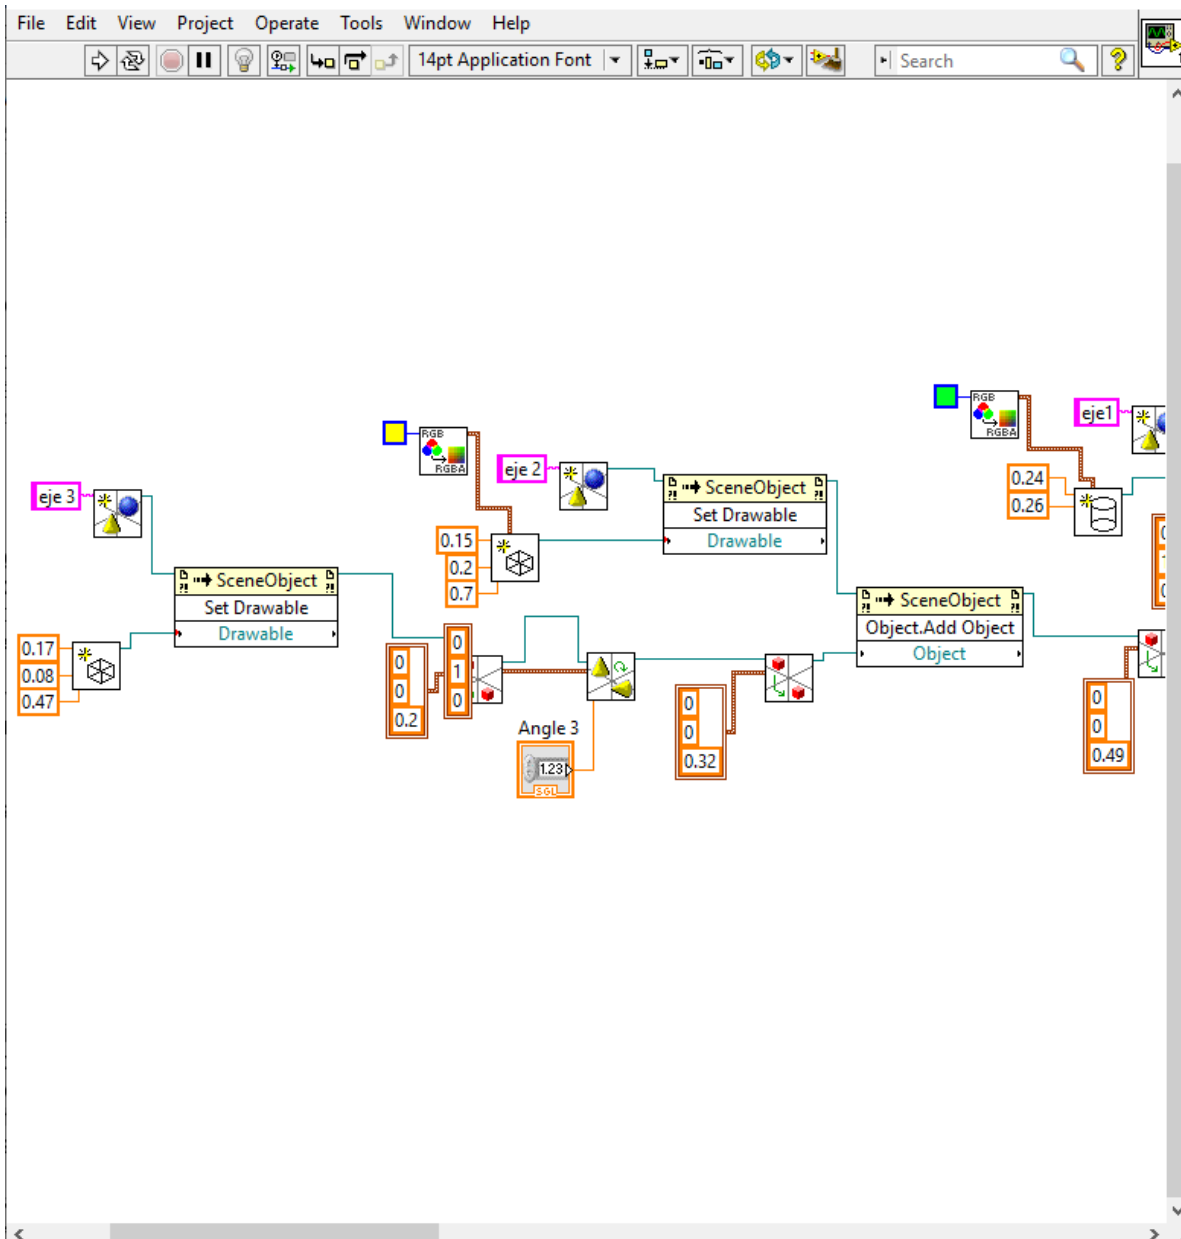 File Edit View Project Operate Tools Window Help
14pt Application Font
Search
RGB
RGBA
eje1
RGB
RGBA
eje 2
SceneObject
Set Drawable
Drawable
0.24
0.26
eje 3
0.15
0.2
0.7
SceneObject
Set Drawable
Drawable
SceneObject
Object.Add Object
Object
0.17
0.08
0.47
0
0
0.2
0
1
0
Angle 3
1.23
SGL
0
0
0.32
0
0
0.49